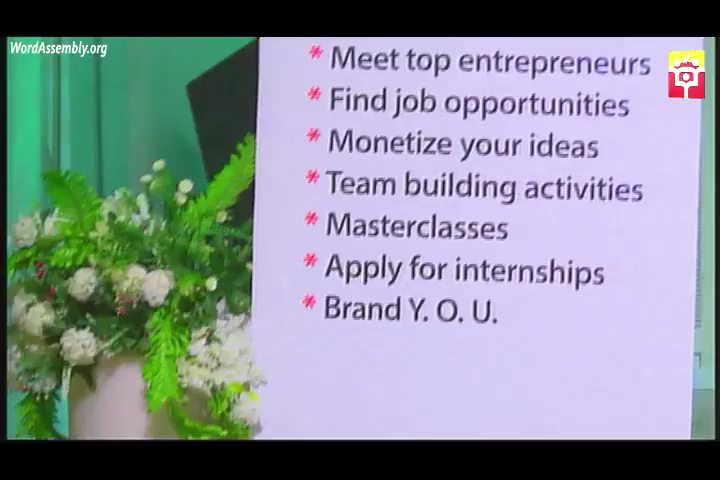 WordAssembly.org
* Meet top entrepreneurs
* Find job opportunities
* Monetize your ideas
* Team building activities
* Masterclasses
* Apply for internships
* Brand Y. O. U.